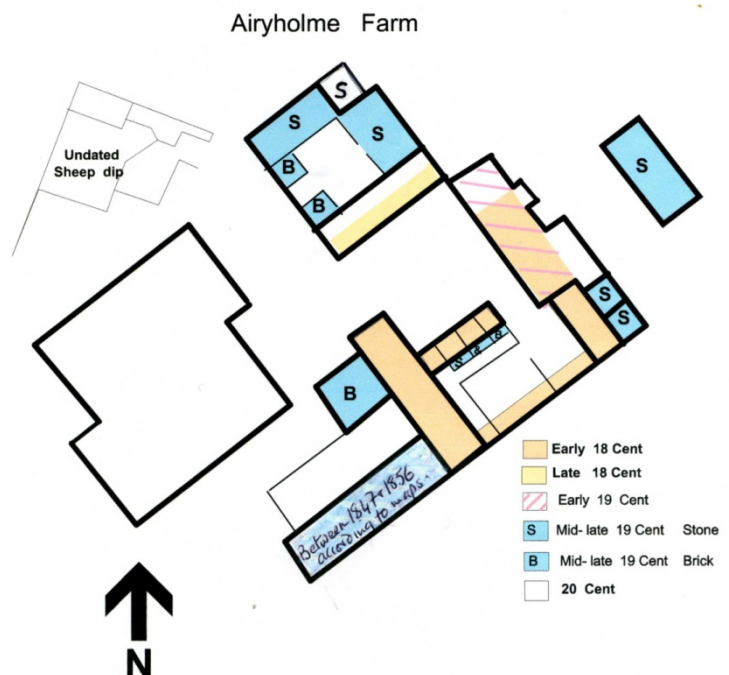 Airyholme Farm
S
S
S
S
B
B
Undated
Sheep dip
S
S
B
Between 1847 + 1856
according to maps.
Early 18 Cent
Late 18 Cent
Early 19 Cent
S Mid- late 19 Cent Stone
B Mid- late 19 Cent Brick
20 Cent
N